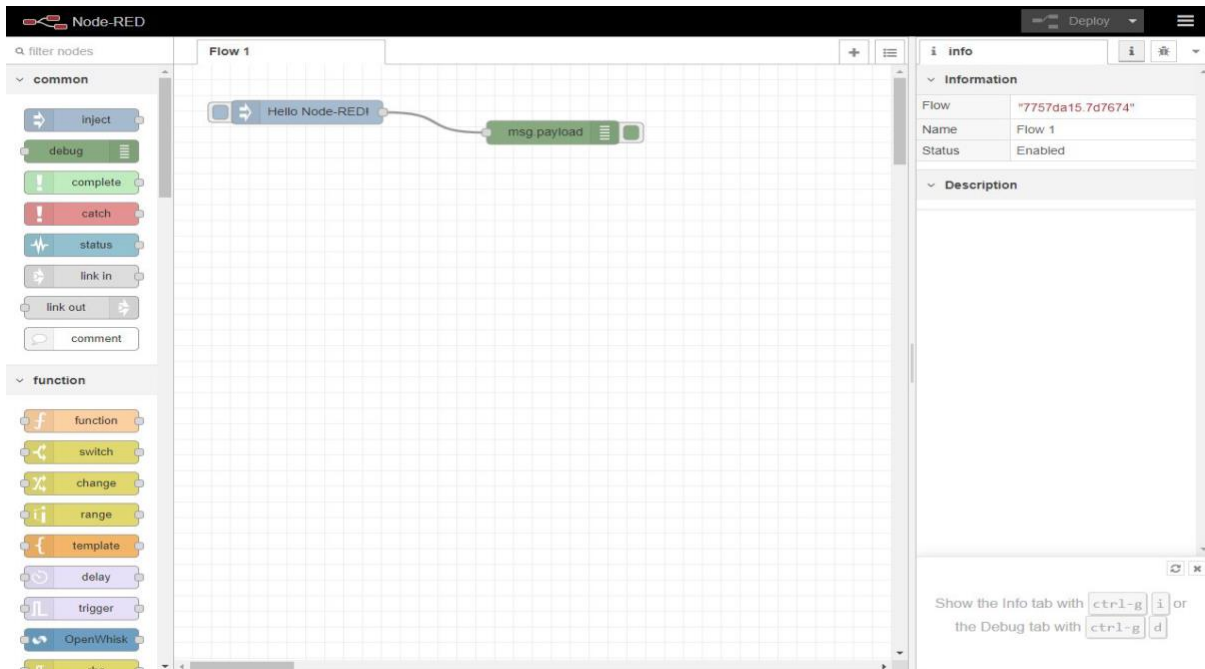 Node-RED
Deploy
filter nodes
Flow 1
i info
i
common
inject
debug
complete
catch
status
link in
link out
comment
function
function
switch
change
range
template
delay
trigger
OpenWhisk
Hello Node-RED!
msg.payload
Information
Flow "7757da15.7d7674"
Name Flow 1
Status Enabled
Description
Show the Info tab with ctrl-g i or
the Debug tab with ctrl-g d